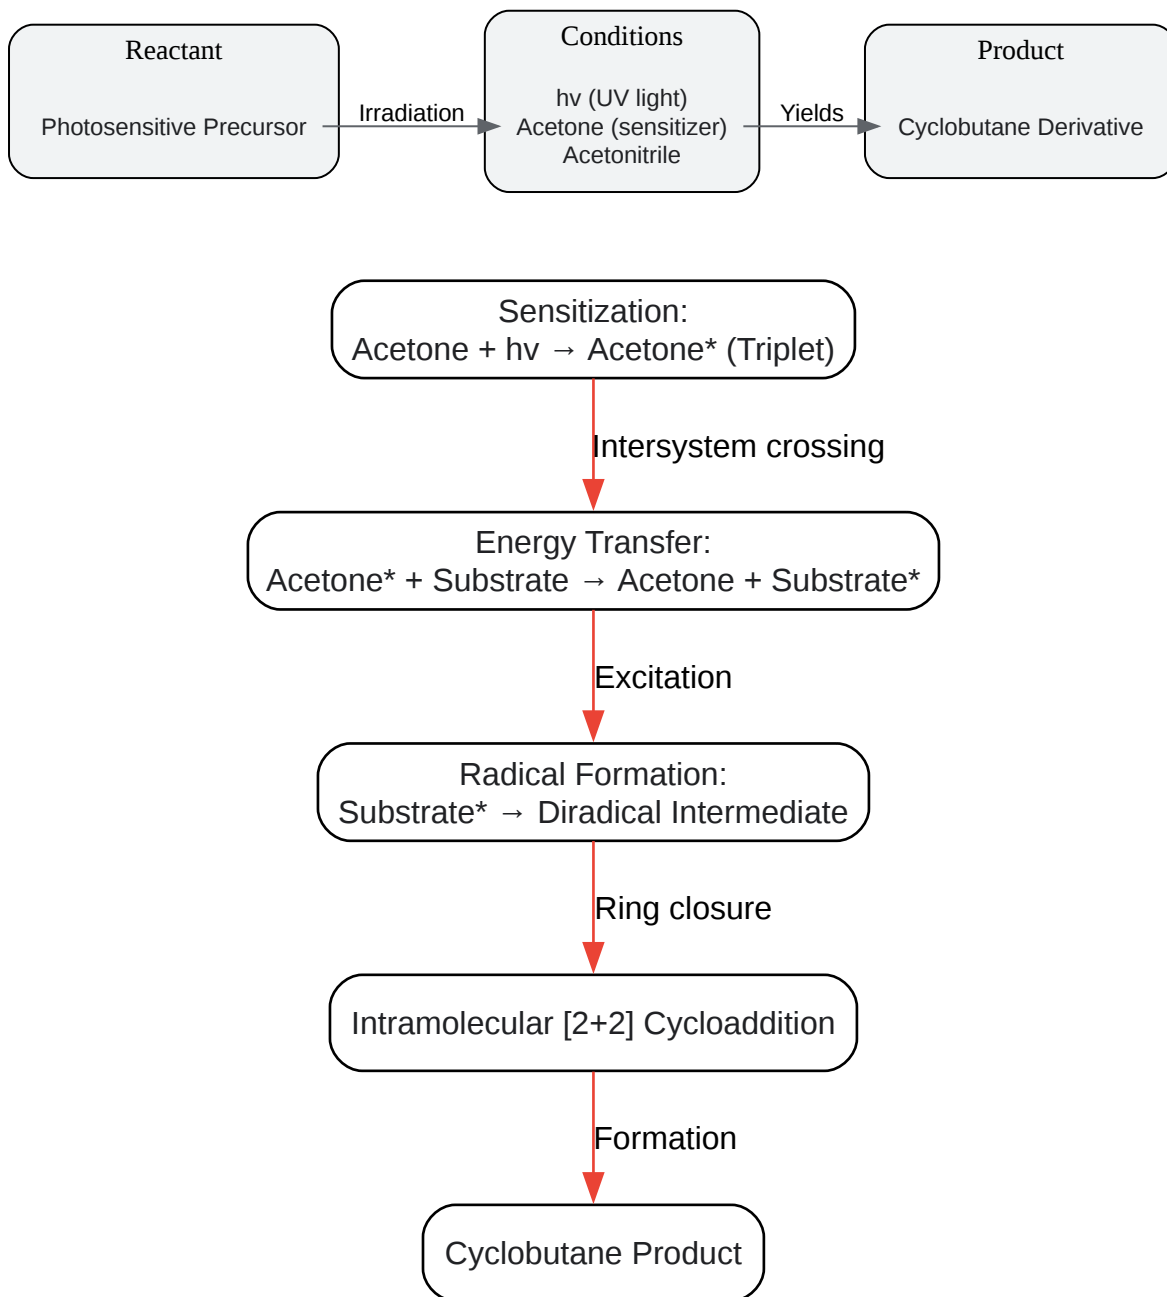 Reactant
Photosensitive Precursor
Irradiation
Conditions
hv (UV light)
Acetone (sensitizer)
Acetonitrile
Yields
Product
Cyclobutane Derivative
Sensitization:
Acetone + hv → Acetone* (Triplet)
Intersystem crossing
Energy Transfer:
Acetone* + Substrate → Acetone + Substrate*
Excitation
Radical Formation:
Substrate* → Diradical Intermediate
Ring closure
Intramolecular [2+2] Cycloaddition
Formation
Cyclobutane Product